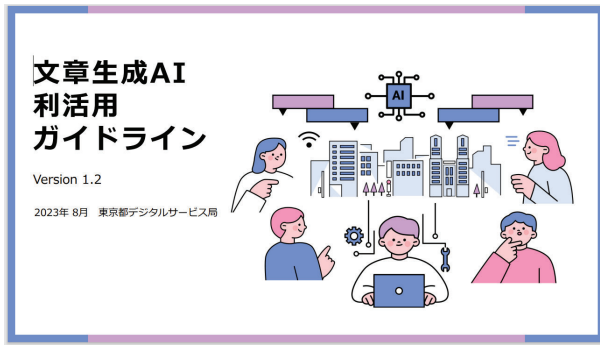 文章生成AI
利活用
ガイドライン
Version 1.2
2023年 8月　東京都デジタルサービス局
AI